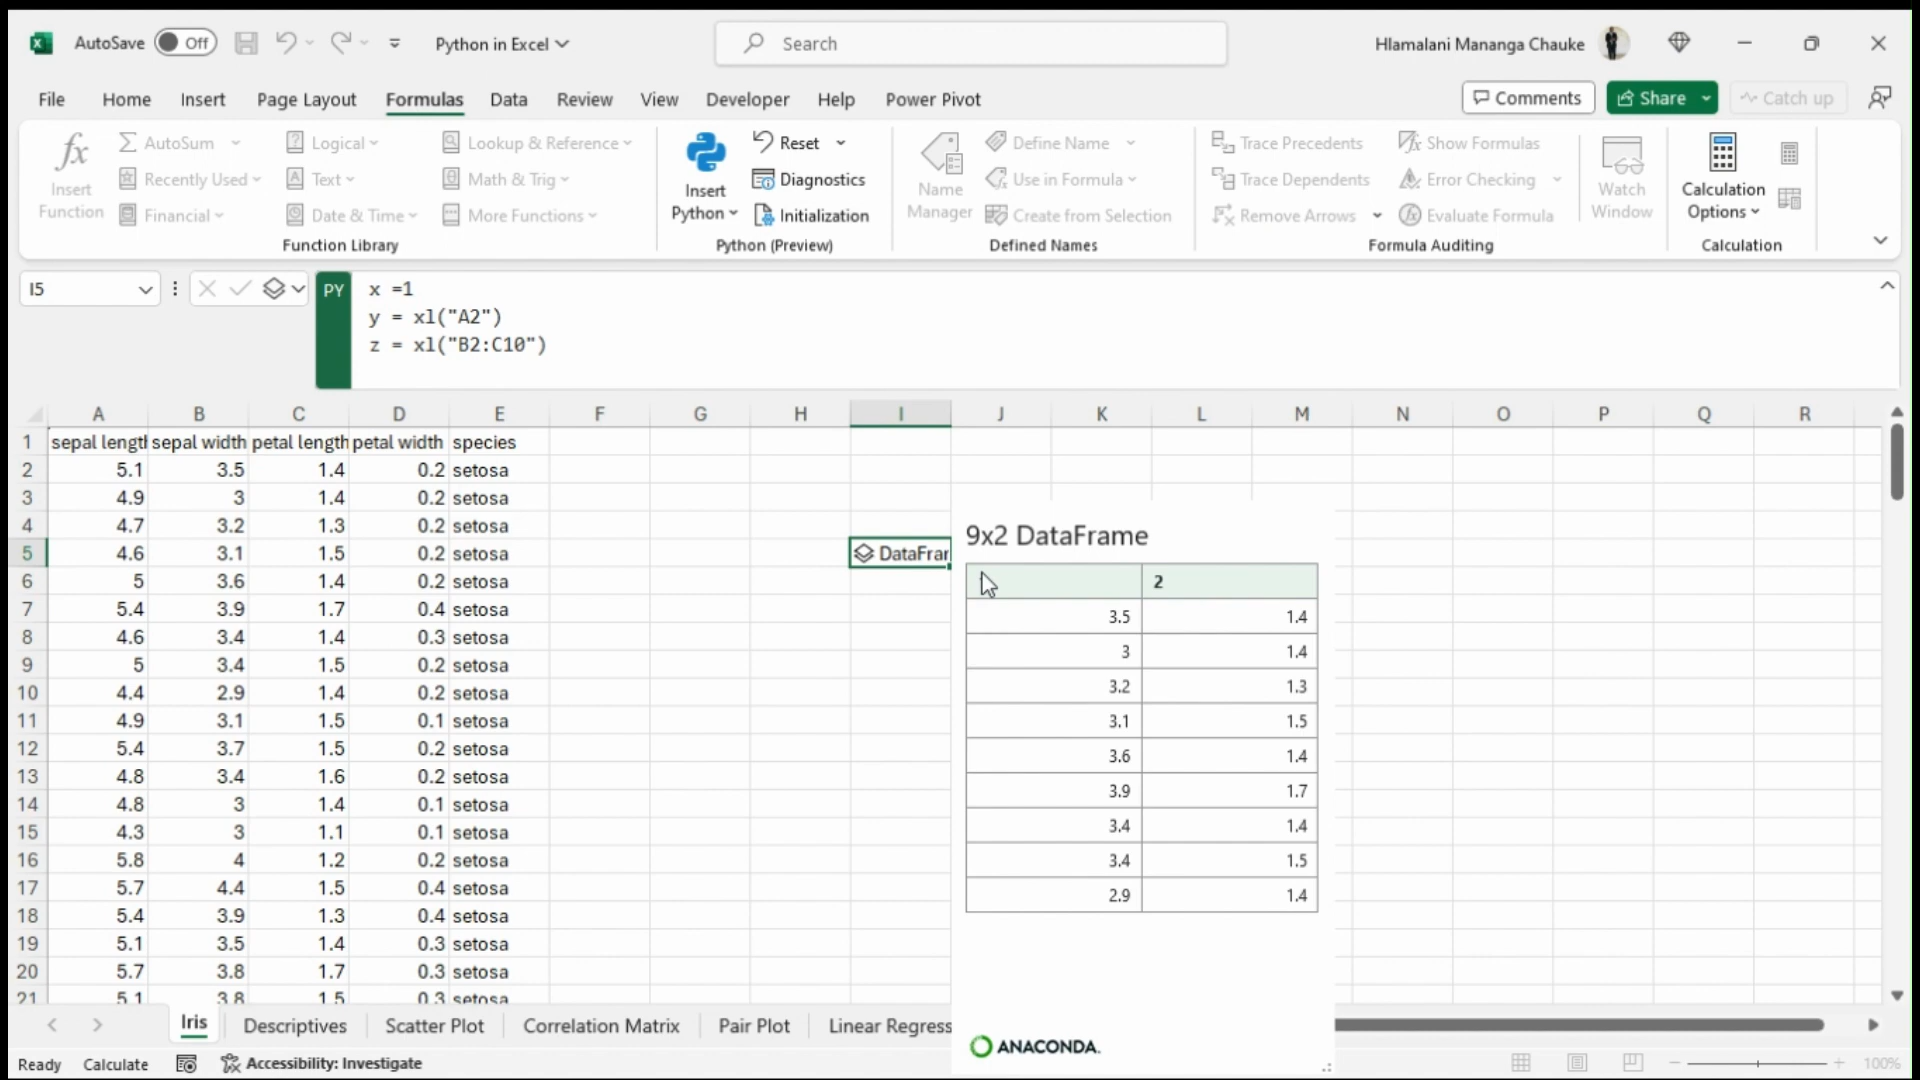 AutoSave Off Python in Excel Search Hlamalani Mananga Chauke
File Home Insert Page Layout Formulas Data Review View Developer Help Power Pivot Comments Share Catch up
fx Insert Function
AutoSum Recently Used Financial
Logical Text Date & Time
Lookup & Reference Math & Trig More Functions
Function Library
Insert Python Reset Diagnostics Initialization
Python (Preview)
Name Manager Define Name Use in Formula Create from Selection
Defined Names
Trace Precedents Trace Dependents Remove Arrows
Show Formulas Error Checking Evaluate Formula
Formula Auditing
Watch Window
Calculation Options
Calculation
I5 PY x =1
y = xl("A2")
z = xl("B2:C10")
A B C D E F G H I J K L M N O P Q R
1 sepal lengt sepal width petal length petal width species
2 5.1 3.5 1.4 0.2 setosa
3 4.9 3 1.4 0.2 setosa
4 4.7 3.2 1.3 0.2 setosa
5 4.6 3.1 1.5 0.2 setosa DataFra
6 5 3.6 1.4 0.2 setosa
7 5.4 3.9 1.7 0.4 setosa
8 4.6 3.4 1.4 0.3 setosa
9 5 3.4 1.5 0.2 setosa
10 4.4 2.9 1.4 0.2 setosa
11 4.9 3.1 1.5 0.1 setosa
12 5.4 3.7 1.5 0.2 setosa
13 4.8 3.4 1.6 0.2 setosa
14 4.8 3 1.4 0.1 setosa
15 4.3 3 1.1 0.1 setosa
16 5.8 4 1.2 0.2 setosa
17 5.7 4.4 1.5 0.4 setosa
18 5.4 3.9 1.3 0.4 setosa
19 5.1 3.5 1.4 0.3 setosa
20 5.7 3.8 1.7 0.3 setosa
21 5.1 3.8 1.5 0.3 setosa
9x2 DataFrame
2
3.5 1.4
3 1.4
3.2 1.3
3.1 1.5
3.6 1.4
3.9 1.7
3.4 1.4
3.4 1.5
2.9 1.4
ANACONDA.
Iris Descriptives Scatter Plot Correlation Matrix Pair Plot Linear Regress
Ready Calculate Accessibility: Investigate 100%